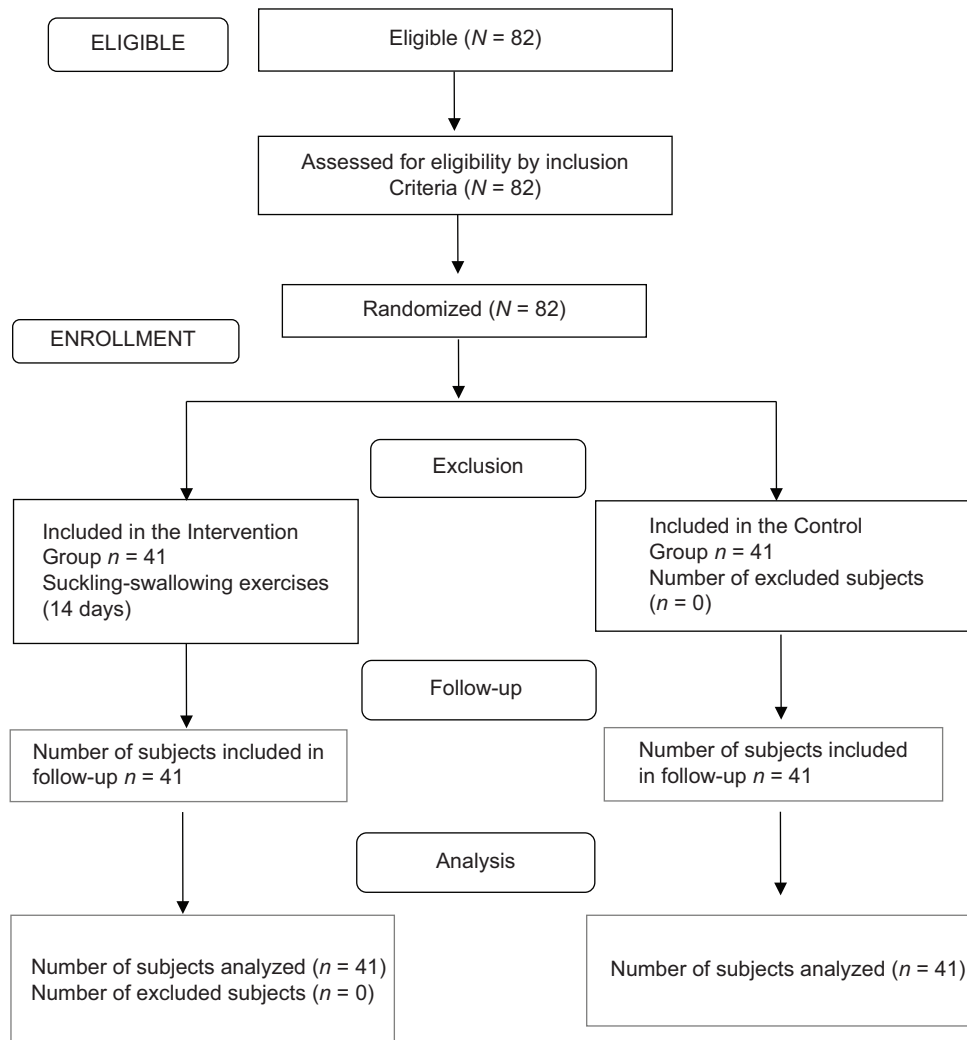 ELIGIBLE
Eligible (N = 82)
Assessed for eligibility by inclusion
Criteria (N = 82)
Randomized (N = 82)
ENROLLMENT
Exclusion
Included in the Intervention
Group n = 41
Suckling-swallowing exercises
(14 days)
Included in the Control
Group n = 41
Number of excluded subjects
(n = 0)
Follow-up
Number of subjects included in
follow-up n = 41
Number of subjects included
in follow-up n = 41
Analysis
Number of subjects analyzed (n = 41)
Number of excluded subjects (n = 0)
Number of subjects analyzed (n = 41)